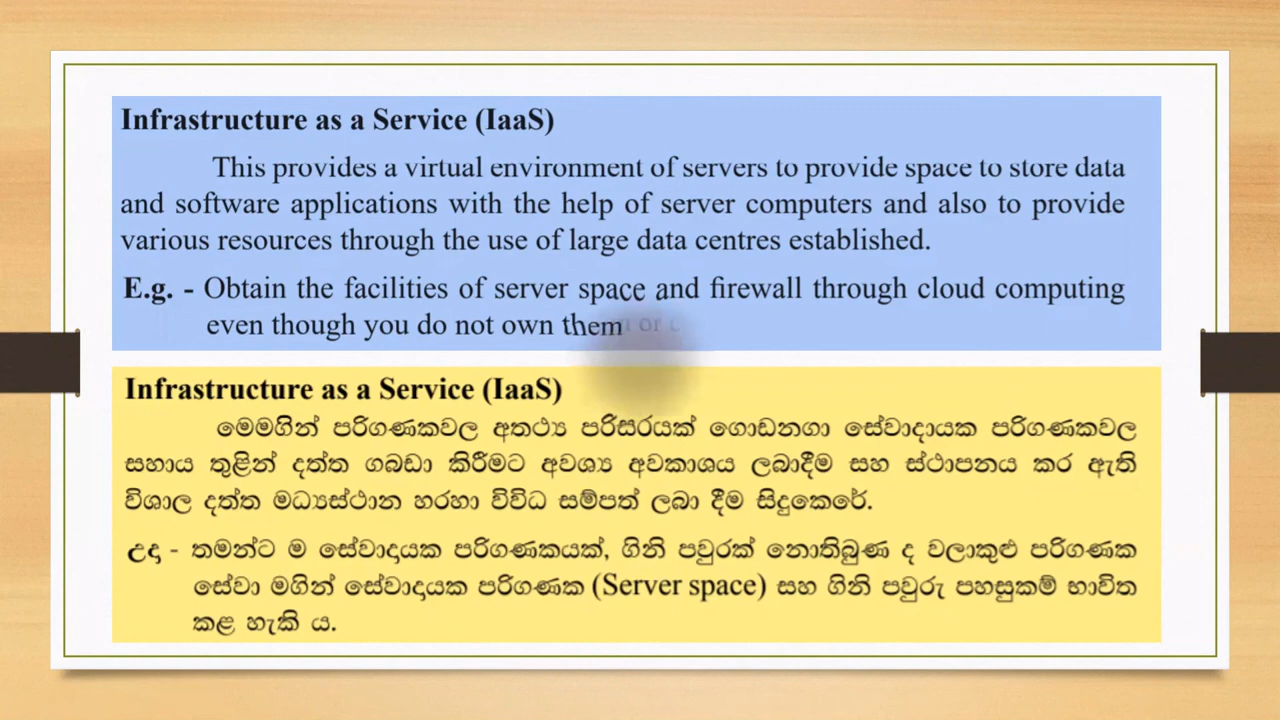 Infrastructure as a Service (IaaS)
This provides a virtual environment of servers to provide space to store data
and software applications with the help of server computers and also to provide
various resources through the use of large data centres established.
E.g. - Obtain the facilities of server space and firewall through cloud computing
even though you do not own them
Infrastructure as a Service (IaaS)
මෙමගින් පරිගණකවල අතථ්‍ය පරිසරයක් ගොඩනගා සේවාදායක පරිගණකවල
සහාය තුළින් දත්ත ගබඩා කිරීමට අවශ්‍ය අවකාශය ලබාදීම සහ ස්ථාපනය කර ඇති
විශාල දත්ත මධ්‍යස්ථාන හරහා විවිධ සම්පත් ලබා දීම සිදුකෙරේ.
උදා - තමන්ට ම සේවාදායක පරිගණකයක්, ගිනි පවුරක් නොතිබුණ ද වලාකුළු පරිගණක
සේවා මගින් සේවාදායක පරිගණක (Server space) සහ ගිනි පවුරු පහසුකම් භාවිත
කළ හැකි ය.